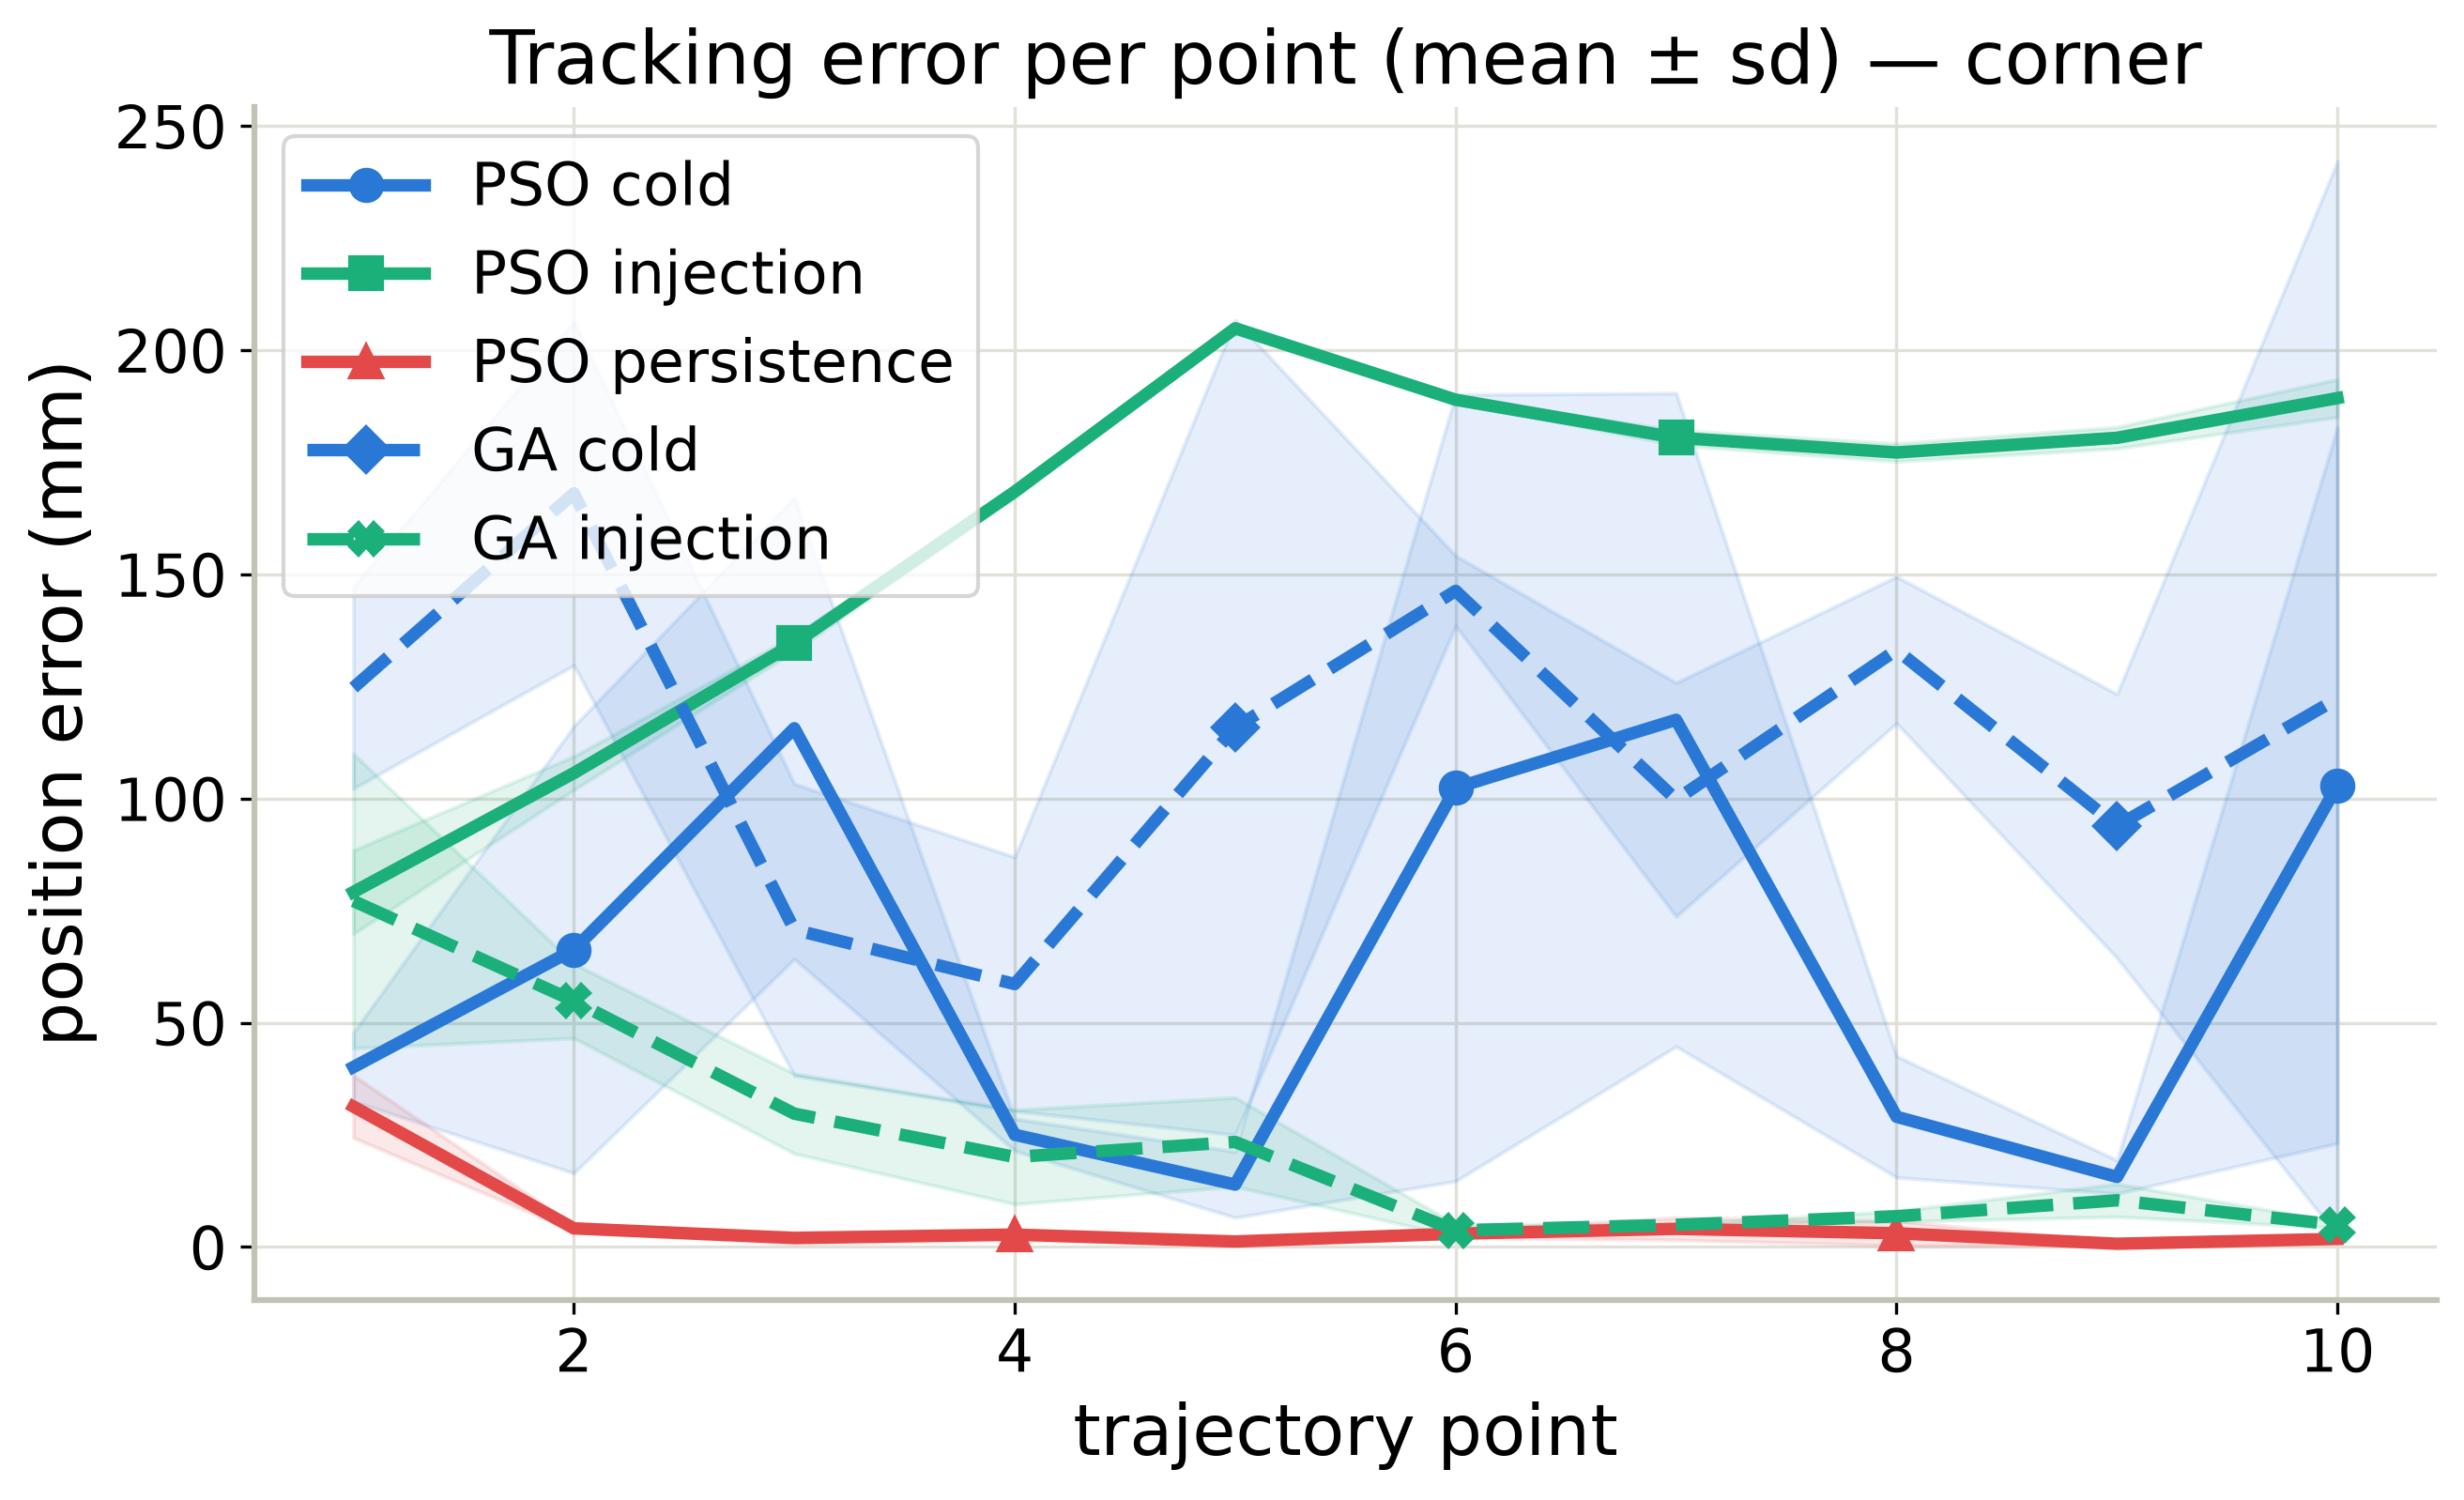 Tracking error per point (mean ± sd) — corner
250
200
150
100
50
0
position error (mm)
PSO cold
PSO injection
PSO persistence
GA cold
GA injection
2
4
6
8
10
trajectory point